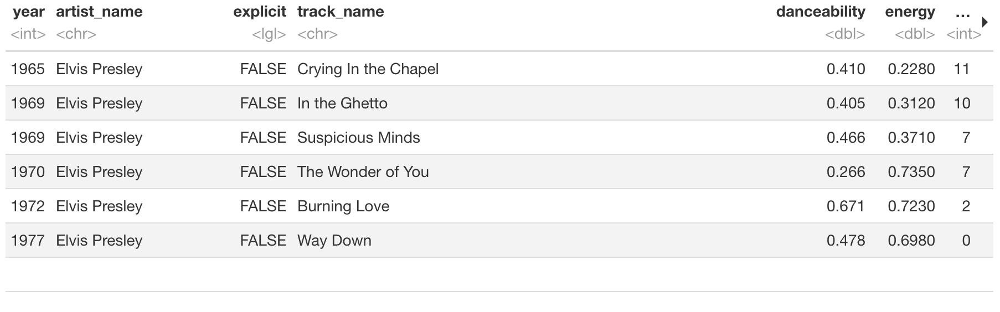 year artist_name explicit track_name danceability energy ...
<int> <chr> <lgl> <chr> <dbl> <dbl> <int>
1965 Elvis Presley FALSE Crying In the Chapel 0.410 0.2280 11
1969 Elvis Presley FALSE In the Ghetto 0.405 0.3120 10
1969 Elvis Presley FALSE Suspicious Minds 0.466 0.3710 7
1970 Elvis Presley FALSE The Wonder of You 0.266 0.7350 7
1972 Elvis Presley FALSE Burning Love 0.671 0.7230 2
1977 Elvis Presley FALSE Way Down 0.478 0.6980 0